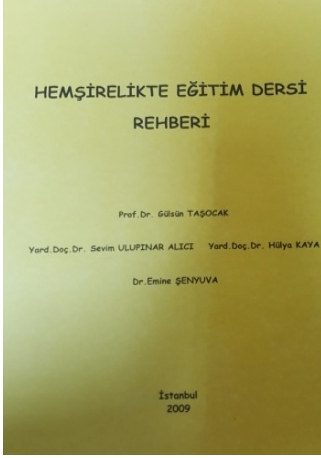 HEMŞİRELİKTE EĞİTİM DERSİ
REHBERİ
Prof.Dr. Gülsün TAŞOCAK
Yard.Doç.Dr. Sevim ULUPINAR ALICI Yard.Doç.Dr. Hülya KAYA
Dr.Emine ŞENYUVA
İstanbul
2009